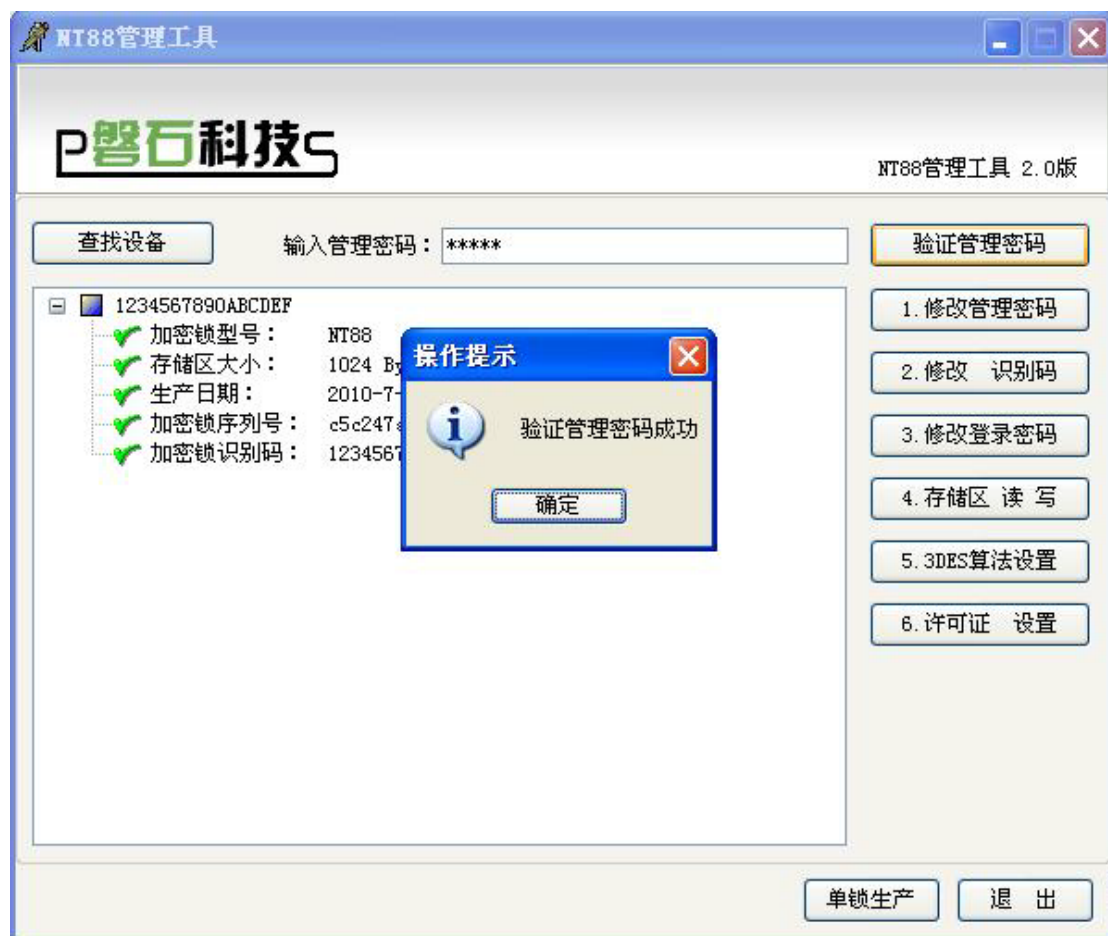 NT88管理工具
P磐石科技S
NT88管理工具 2.0版
查找设备
输入管理密码： *****
验证管理密码
1234567890ABCDEF
加密锁型号： NT88
存储区大小： 1024 By
生产日期： 2010-7-
加密锁序列号： c5c247
加密锁识别码： 1234567
操作提示
验证管理密码成功
确定
1.修改管理密码
2.修改 识别码
3.修改登录密码
4.存储区 读 写
5.3DES算法设置
6.许可证 设置
单锁生产
退 出